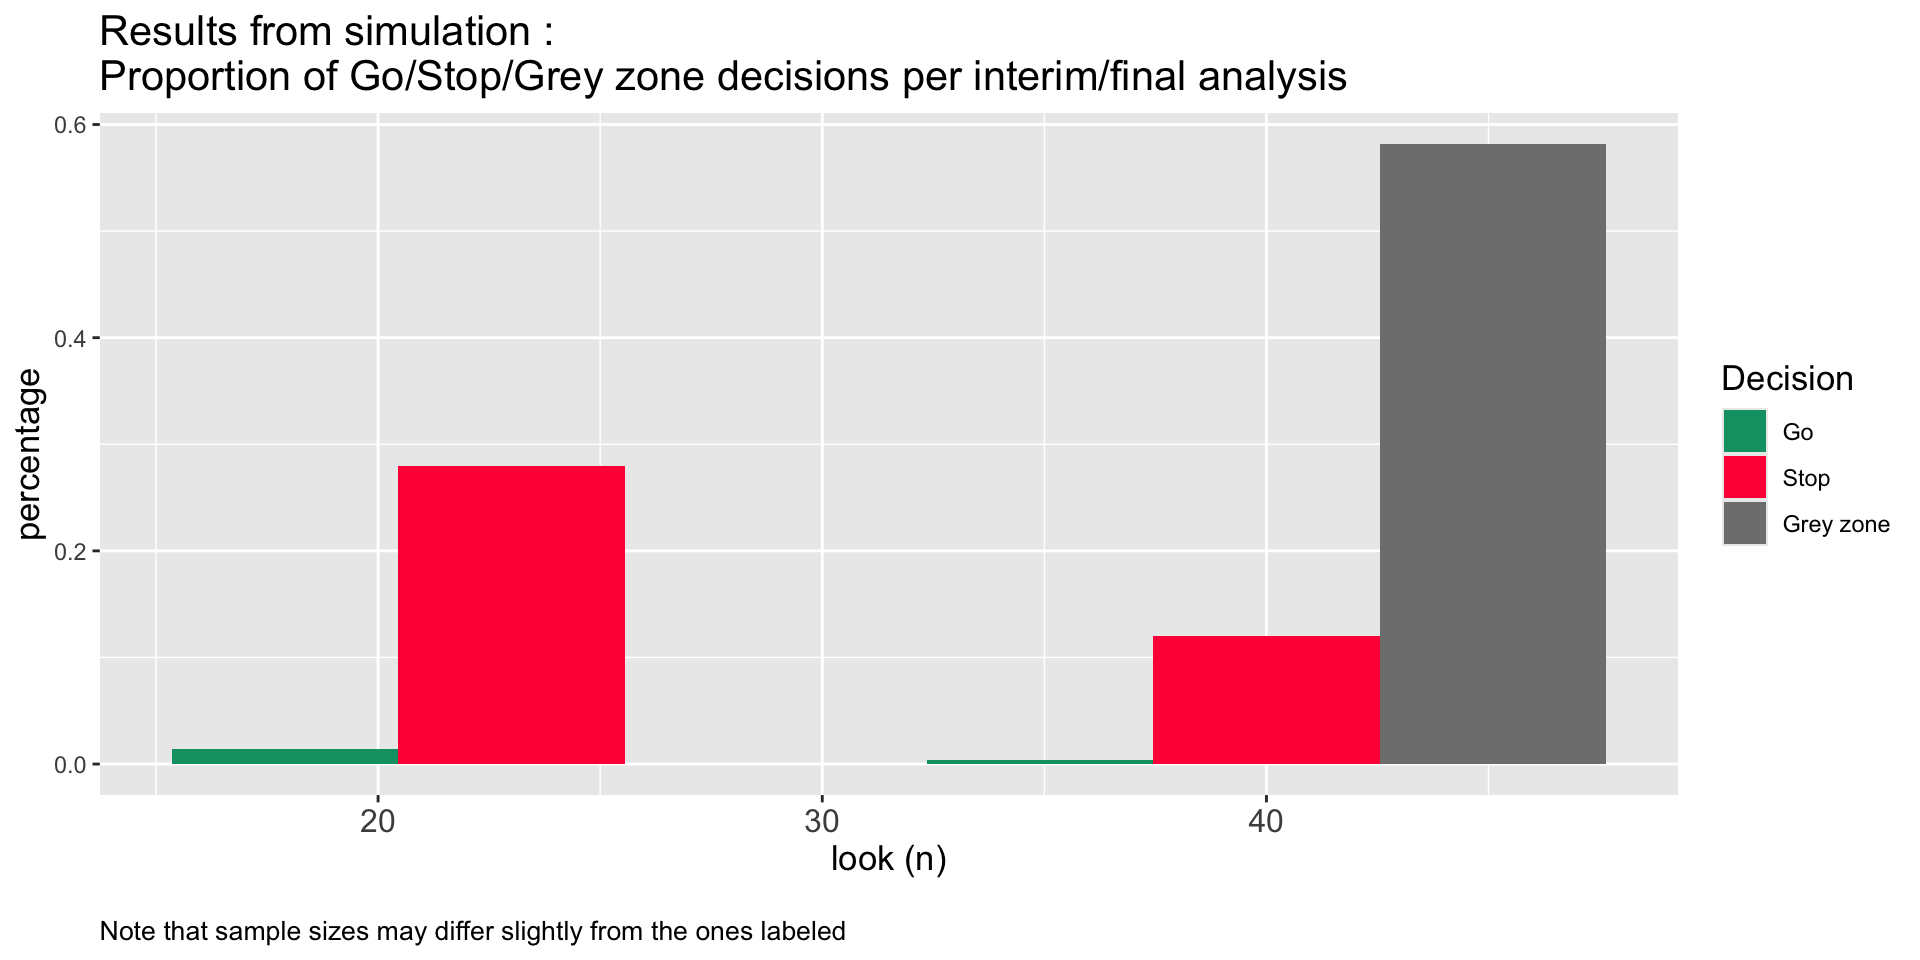 Results from simulation :
Proportion of Go/Stop/Grey zone decisions per interim/final analysis
0.6
0.4
0.2
0.0
percentage
20
30
40
look (n)
Decision
Go
Stop
Grey zone
Note that sample sizes may differ slightly from the ones labeled